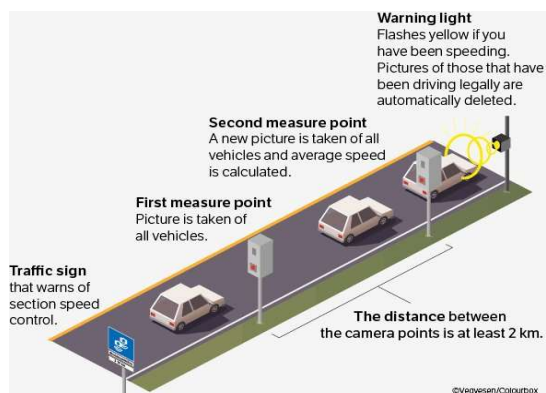 Warning light
Flashes yellow if you
have been speeding.
Pictures of those that have
been driving legally are
automatically deleted.
Second measure point
A new picture is taken of all
vehicles and average speed
is calculated.
First measure point
Picture is taken of
all vehicles.
Traffic sign
that warns of
section speed
control.
The distance between
the camera points is at least 2 km.
©Vegvesen/Colourbox